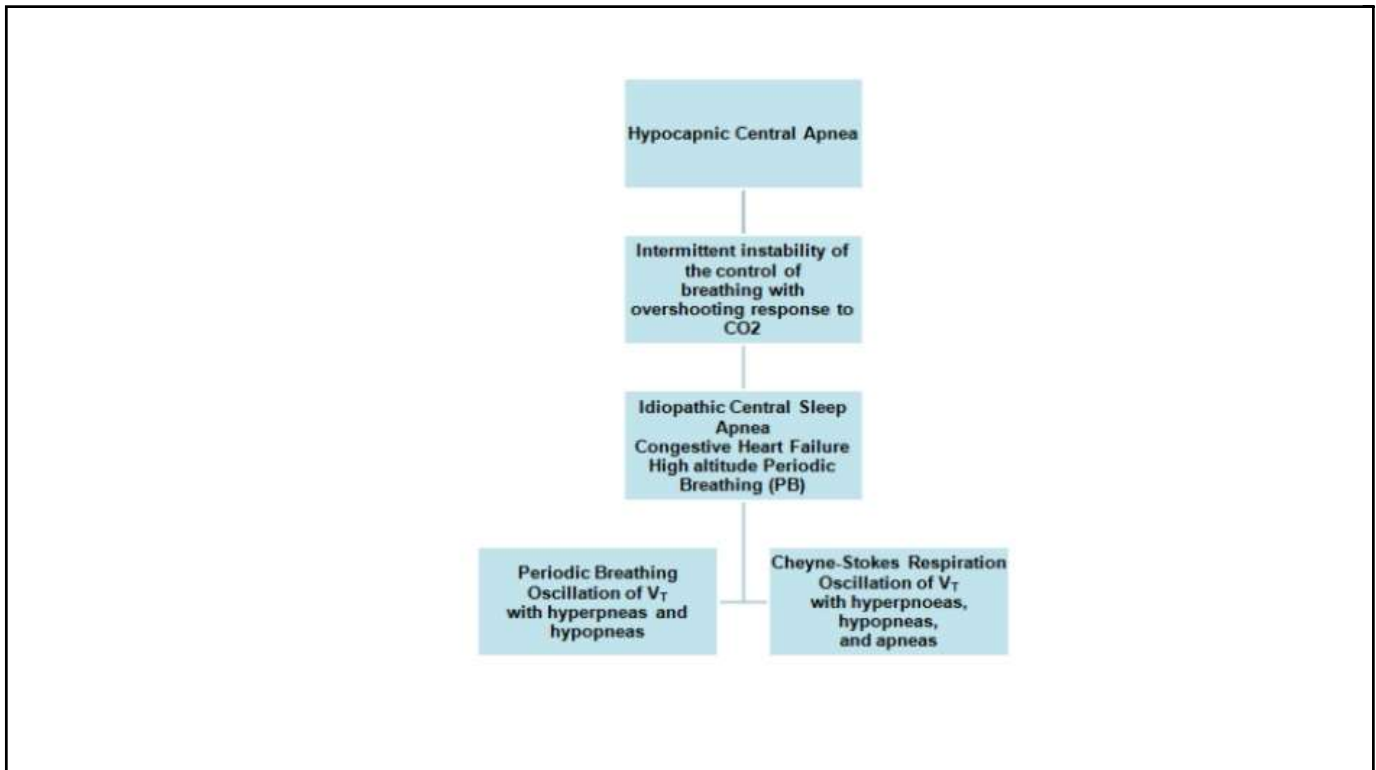 Hypocapnic Central Apnea
Intermittent instability of
the control of
breathing with
overshooting response to
CO2
Idiopathic Central Sleep
Apnea
Congestive Heart Failure
High altitude Periodic
Breathing (PB)
Periodic Breathing
Oscillation of V_T
with hyperpneas and
hypopneas
Cheyne-Stokes Respiration
Oscillation of V_T
with hyperpnoeas,
hypopneas,
and apneas